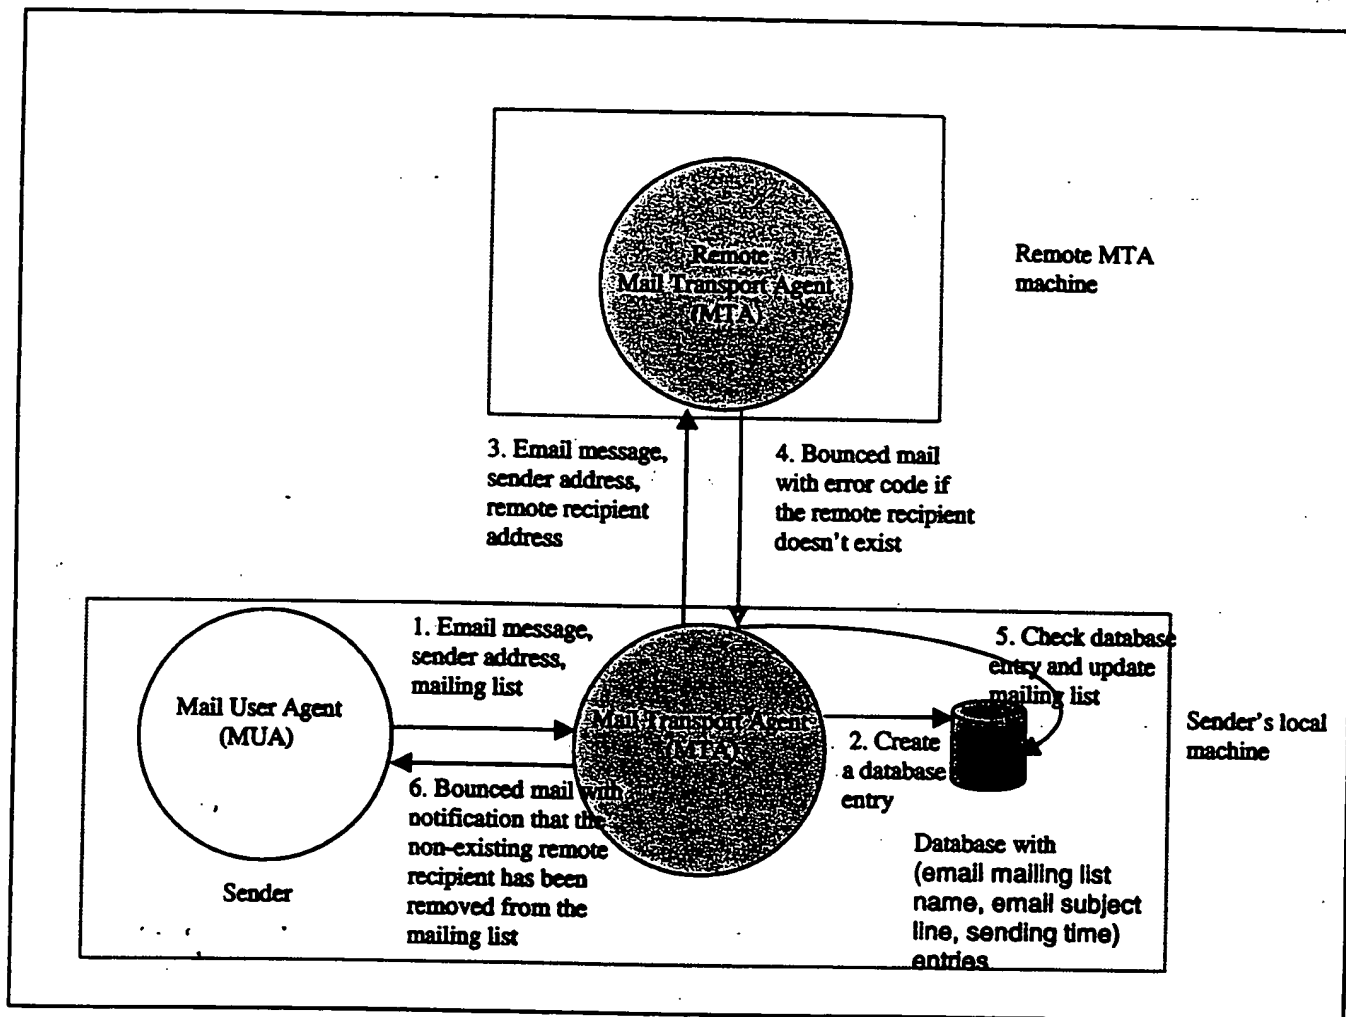 Remote
Mail Transport Agent
(MTA)
Remote MTA
machine
3. Email message,
sender address,
remote recipient
address
4. Bounced mail
with error code if
the remote recipient
doesn't exist
1. Email message,
sender address,
mailing list
5. Check database
entry and update
mailing list
Mail User Agent
(MUA)
Mail Transport Agent
(MTA)
2. Create
a database
entry
Sender's local
machine
6. Bounced mail with
notification that the
non-existing remote
recipient has been
removed from the
mailing list
Sender
Database with
(email mailing list
name, email subject
line, sending time)
entries